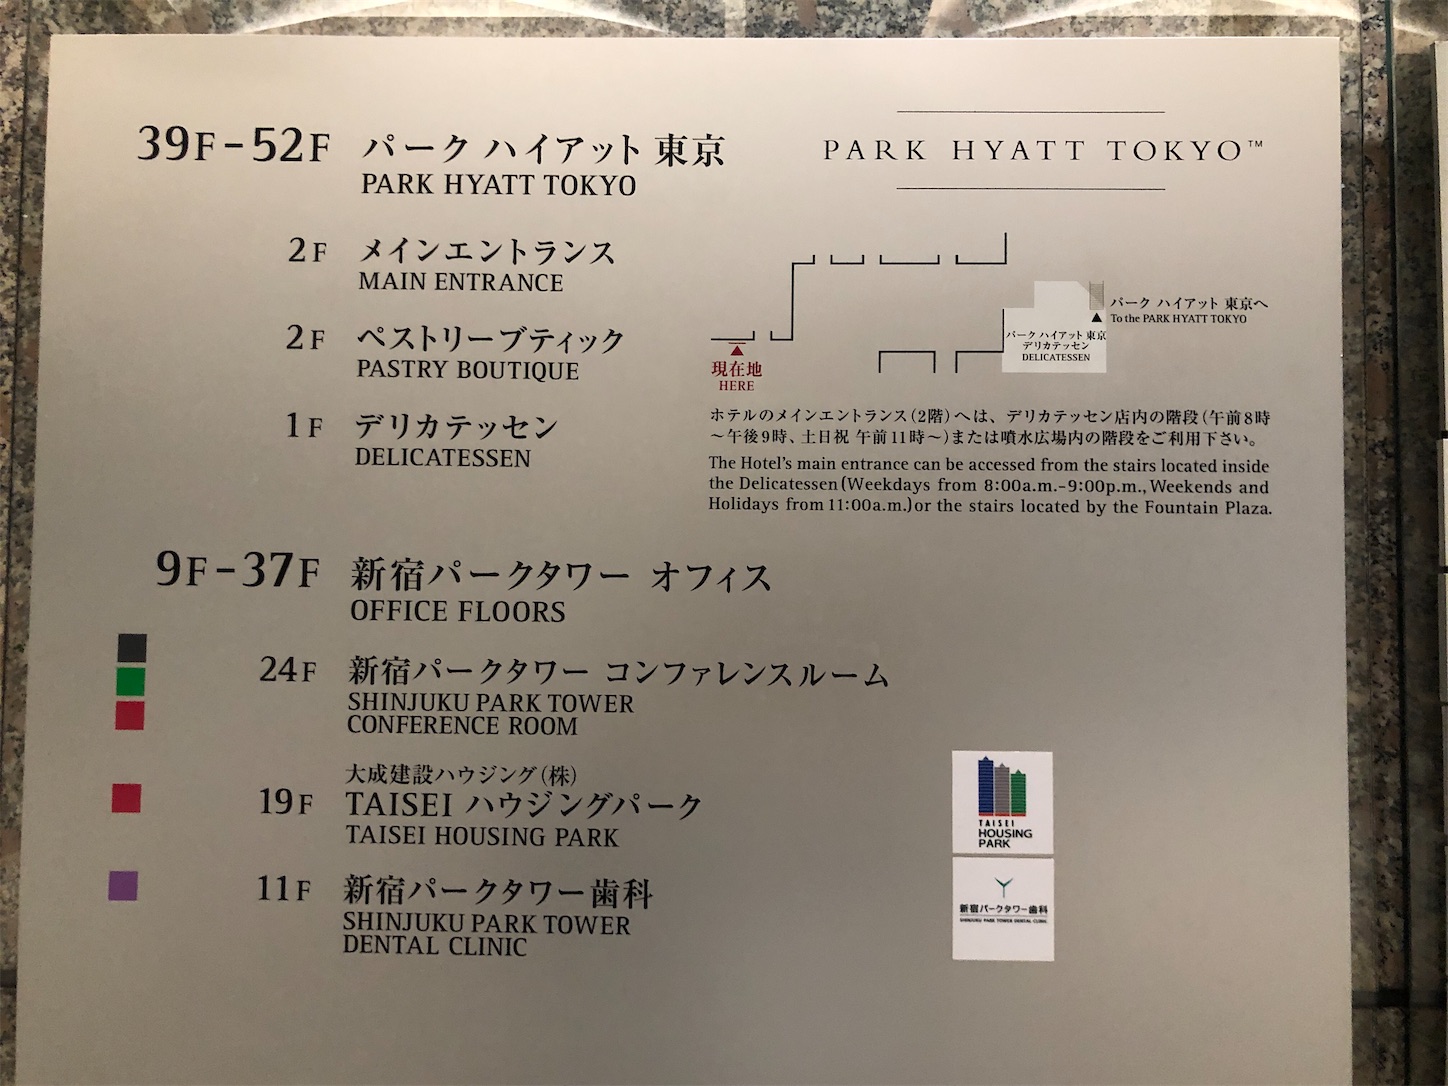 39F-52F パーク ハイアット 東京
PARK HYATT TOKYO
PARK HYATT TOKYO™
2F メインエントランス
MAIN ENTRANCE
2F ペストリーブティック
PASTRY BOUTIQUE
1F デリカテッセン
DELICATESSEN
パーク ハイアット 東京へ
To the PARK HYATT TOKYO
パーク ハイアット 東京
デリカテッセン
DELICATESSEN
現在地
HERE
ホテルのメインエントランス(2階)へは、デリカテッセン店内の階段(午前8時
～午後9時、土日祝 午前11時～)または噴水広場内の階段をご利用下さい。
The Hotel's main entrance can be accessed from the stairs located inside
the Delicatessen(Weekdays from 8:00a.m.-9:00p.m.,Weekends and
Holidays from 11:00a.m.)or the stairs located by the Fountain Plaza.
9F-37F 新宿パークタワー オフィス
OFFICE FLOORS
24F 新宿パークタワー コンファレンスルーム
SHINJUKU PARK TOWER
CONFERENCE ROOM
大成建設ハウジング(株)
19F TAISEI ハウジングパーク
TAISEI HOUSING PARK
TAISEI
HOUSING
PARK
11F 新宿パークタワー歯科
SHINJUKU PARK TOWER
DENTAL CLINIC
新宿パークタワー歯科
SHINJUKU PARK TOWER DENTAL CLINIC